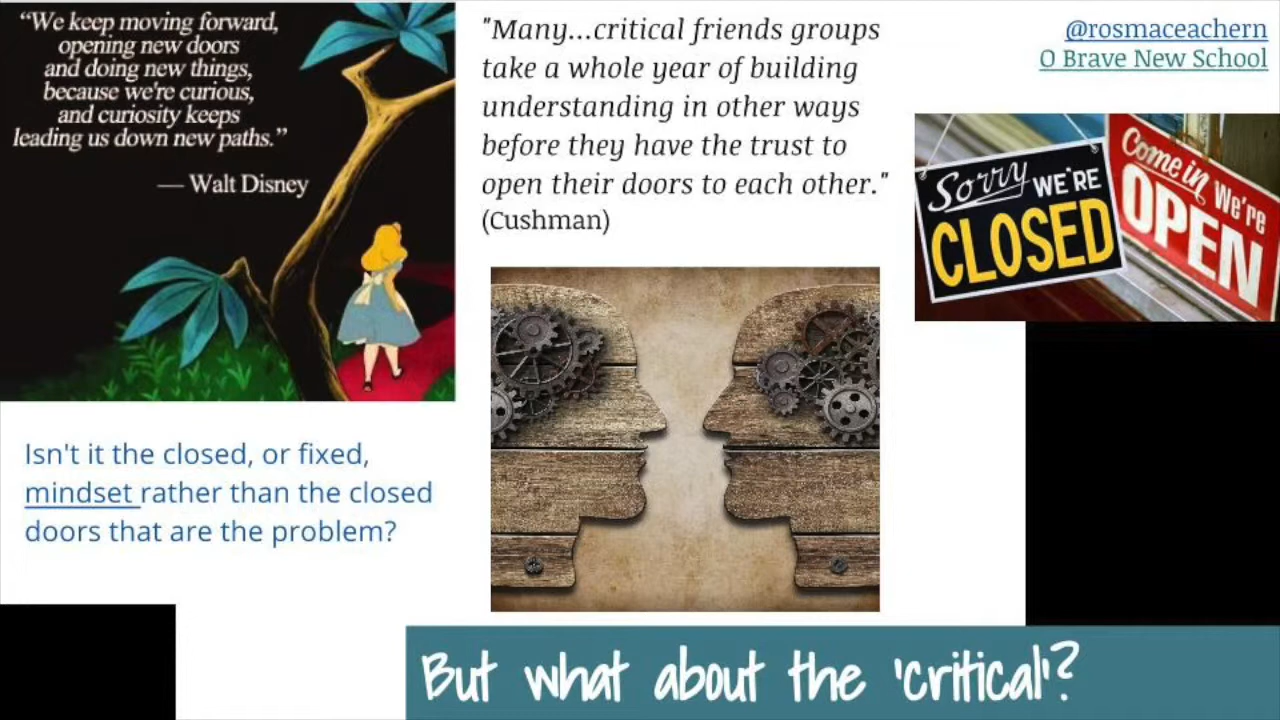 “We keep moving forward,
opening new doors
and doing new things,
because we're curious,
and curiosity keeps
leading us down new paths.”
— Walt Disney
"Many...critical friends groups
take a whole year of building
understanding in other ways
before they have the trust to
open their doors to each other."
(Cushman)
@rosmaceachern
O Brave New School
Sorry WE'RE
CLOSED
Come in We're
OPEN
Isn't it the closed, or fixed,
mindset rather than the closed
doors that are the problem?
But what about the 'critical'?